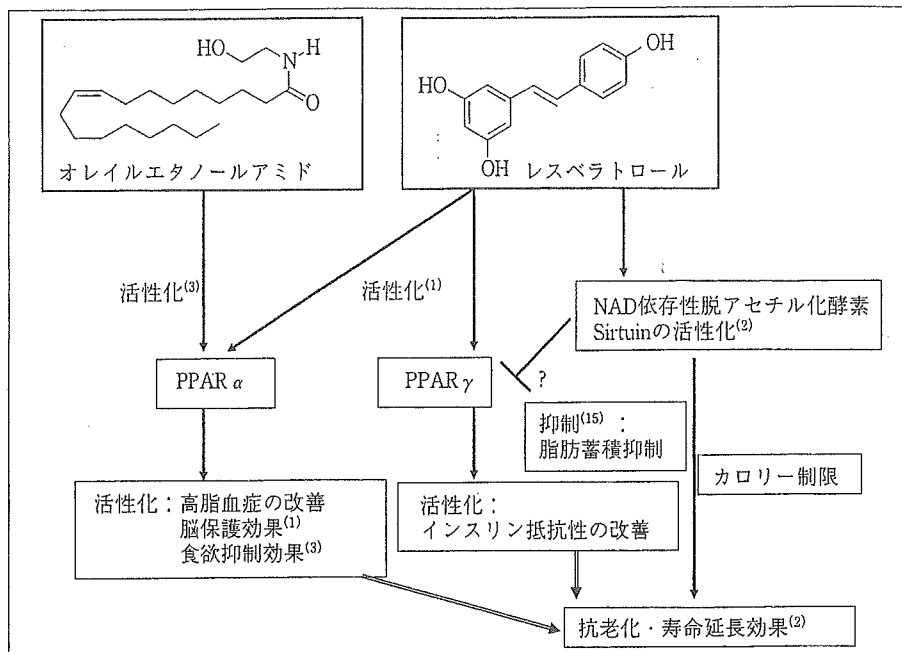 HO
H
N
O
オレイルエタノールアミド
OH
HO
OH
レスベラトロール
活性化(3)
活性化(1)
NAD依存性脱アセチル化酵素
Sirtuinの活性化(2)
PPAR α
PPAR γ
?
抑制(15)：
脂肪蓄積抑制
カロリー制限
活性化：高脂血症の改善
脳保護効果(1)
食欲抑制効果(3)
活性化：
インスリン抵抗性の改善
抗老化・寿命延長効果(2)